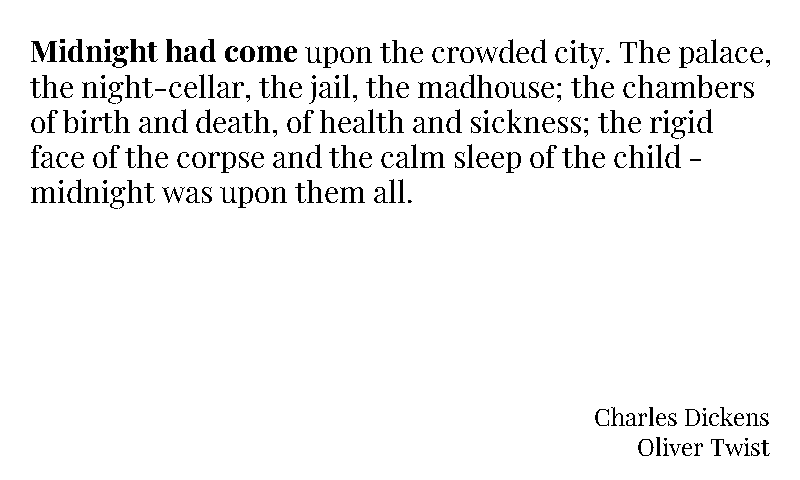 Midnight had come upon the crowded city. The palace,
the night-cellar, the jail, the madhouse; the chambers
of birth and death, of health and sickness; the rigid
face of the corpse and the calm sleep of the child -
midnight was upon them all.
Charles Dickens
Oliver Twist